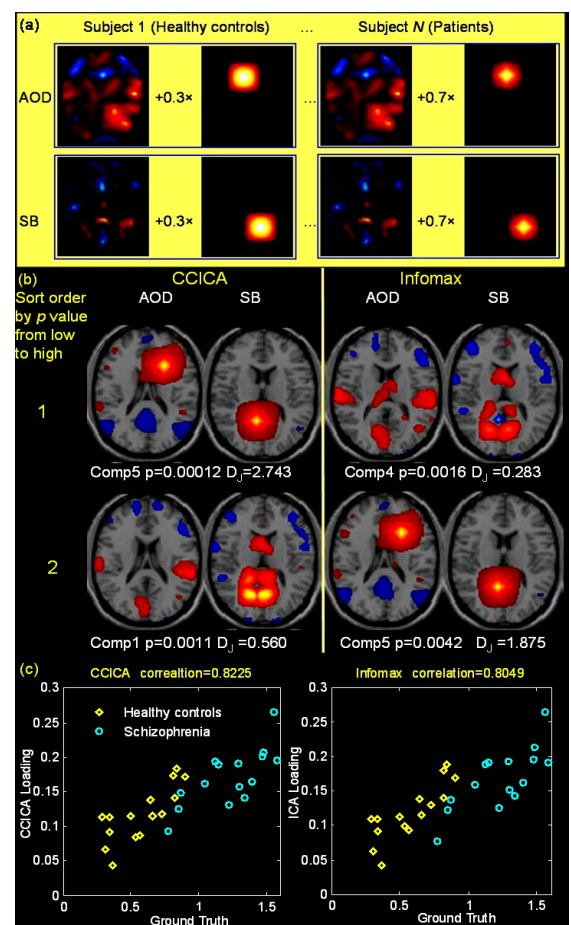 (a) Subject 1 (Healthy controls) ... Subject N (Patients)
AOD +0.3× ... +0.7×
SB +0.3× ... +0.7×
(b) CCICA Infomax
Sort order AOD SB AOD SB
by p value
from low
to high
1
Comp5 p=0.00012 DJ=2.743 Comp4 p=0.0016 DJ =0.283
2
Comp1 p=0.0011 DJ =0.560 Comp5 p=0.0042 DJ =1.875
(c) CCICA correaltion=0.8225 Infomax correlation=0.8049
0.3 0.3
Healthy controls
Schizophrenia
0.25 0.25
0.2 0.2
0.15 0.15
0.1 0.1
0.05 0.05
0 0
CCICA Loading ICA Loading
0 0.5 1 1.5 0 0.5 1 1.5
Ground Truth Ground Truth